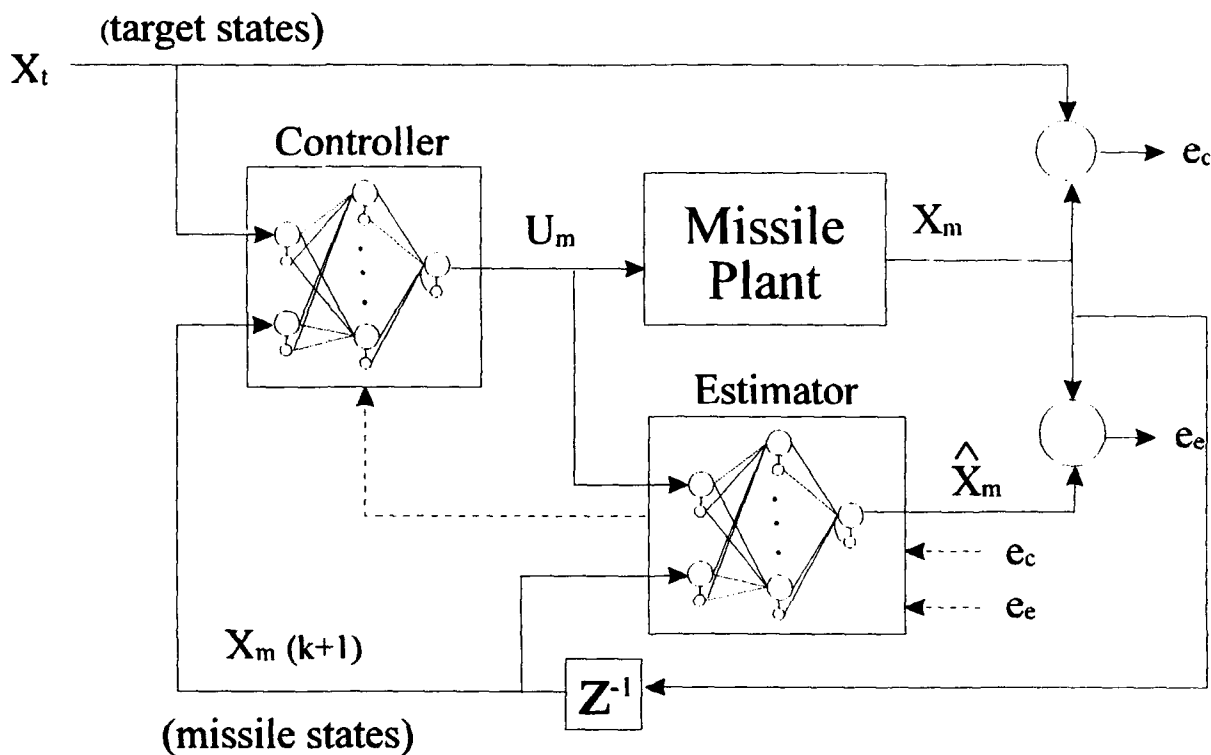 (target states)
Xt
Controller
ec
Um
Missile
Plant
Xm
Estimator
ee
X̂m
ec
ee
Xm (k+1)
Z-1
(missile states)